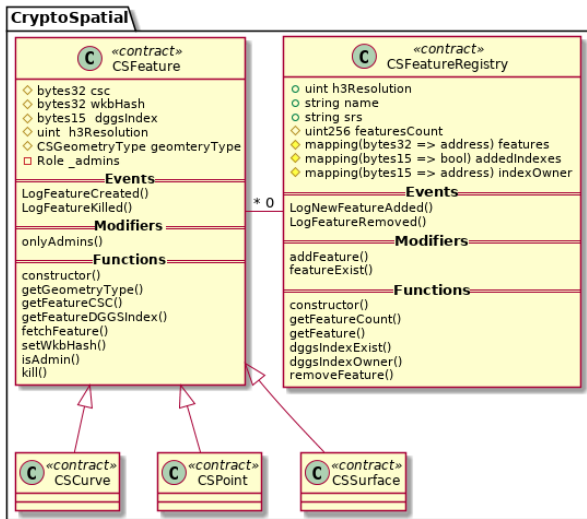 CryptoSpatial
C
«contract»
CSFeature
bytes32 csc
bytes32 wkbHash
bytes15 dggsIndex
uint h3Resolution
CSGeometryType geomteryType
Role _admins
Events
LogFeatureCreated()
LogFeatureKilled()
Modifiers
onlyAdmins()
Functions
constructor()
getGeometryType()
getFeatureCSC()
getFeatureDGGSIndex()
fetchFeature()
setWkbHash()
isAdmin()
kill()
* 0
C
«contract»
CSFeatureRegistry
uint h3Resolution
string name
string srs
uint256 featuresCount
mapping(bytes32 => address) features
mapping(bytes15 => bool) addedIndexes
mapping(bytes15 => address) indexOwner
Events
LogNewFeatureAdded()
LogFeatureRemoved()
Modifiers
addFeature()
featureExist()
Functions
constructor()
getFeatureCount()
getFeature()
dggsIndexExist()
dggsIndexOwner()
removeFeature()
C
«contract»
CSCurve
C
«contract»
CSPoint
C
«contract»
CSSurface